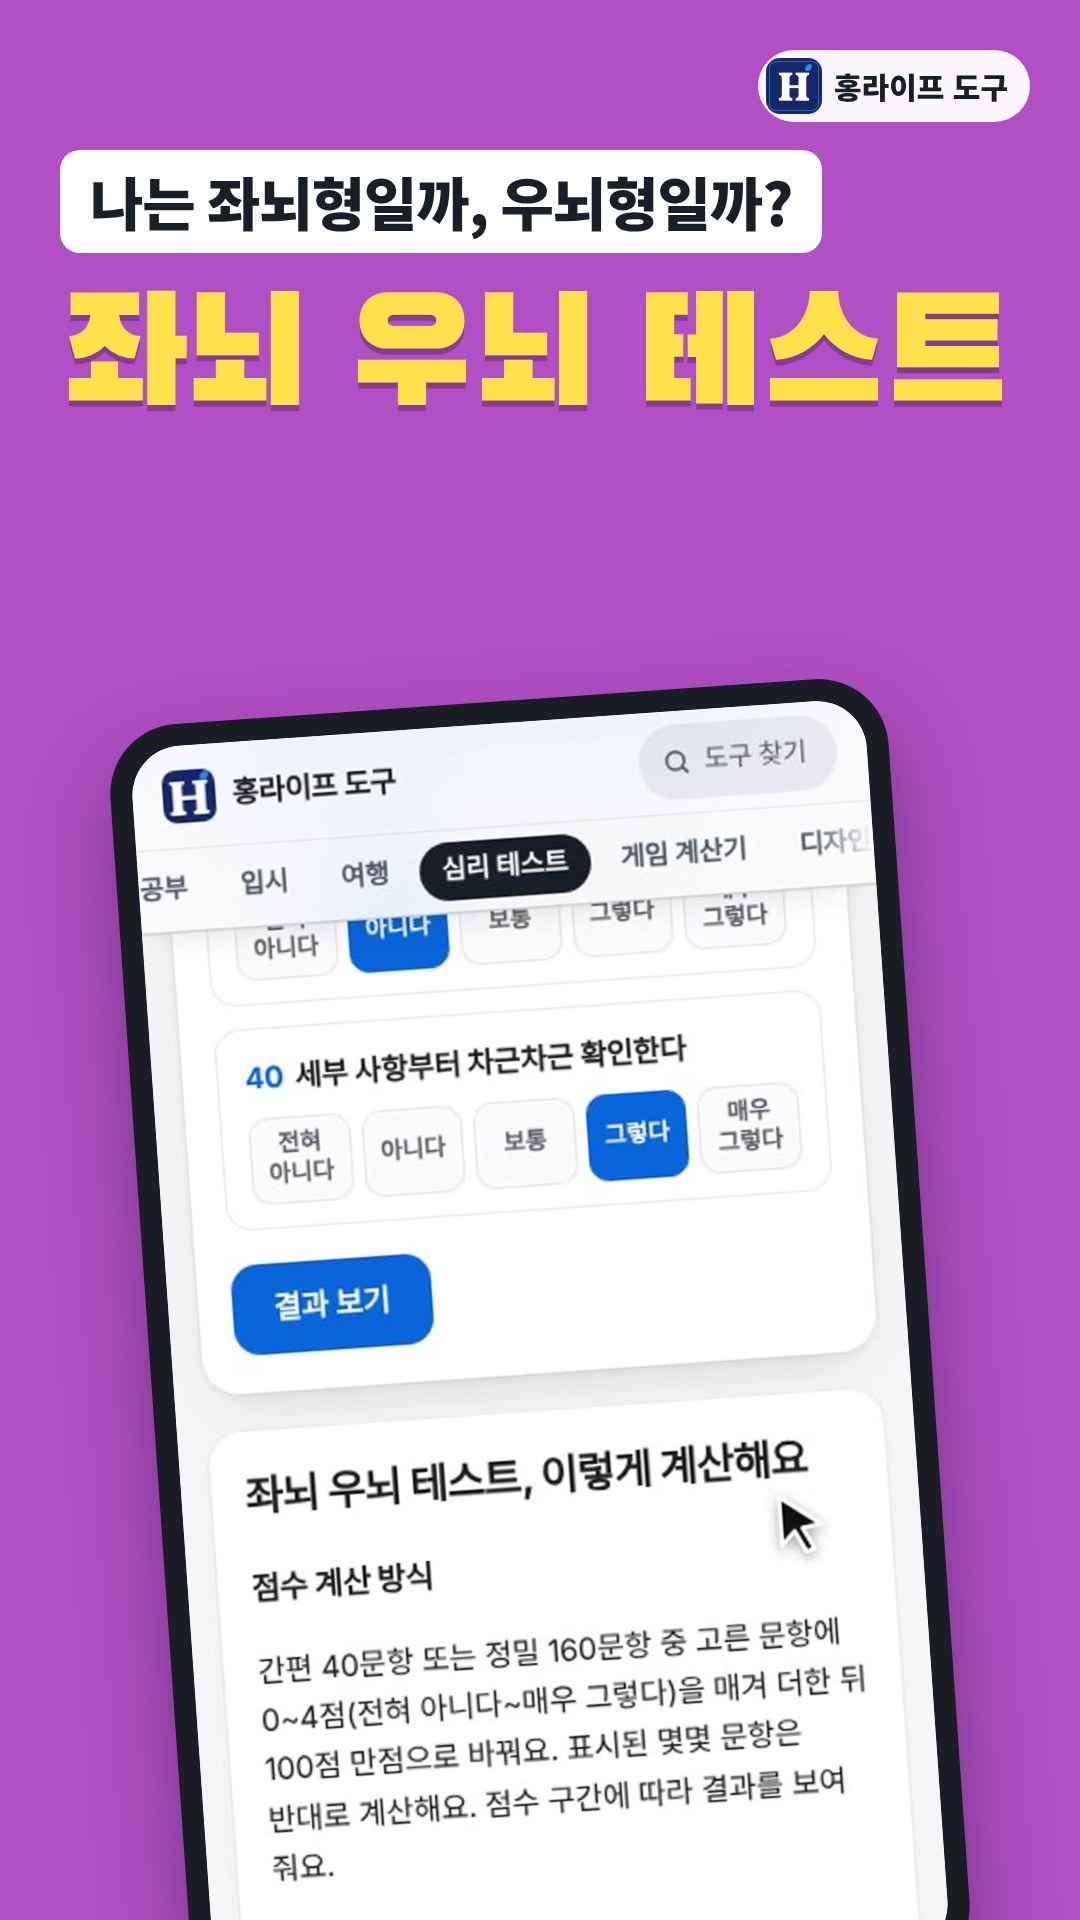 홍라이프 도구
나는 좌뇌형일까, 우뇌형일까?
좌뇌 우뇌 테스트
홍라이프 도구
도구 찾기
공부 입시 여행 심리 테스트 게임 계산기 디자인
아니다 아니다 보통 그렇다 그렇다
40 세부 사항부터 차근차근 확인한다
전혀 아니다 아니다 보통 그렇다 매우 그렇다
결과 보기
좌뇌 우뇌 테스트, 이렇게 계산해요
점수 계산 방식
간편 40문항 또는 정밀 160문항 중 고른 문항에
0~4점(전혀 아니다~매우 그렇다)을 매겨 더한 뒤
100점 만점으로 바꿔요. 표시된 몇몇 문항은
반대로 계산해요. 점수 구간에 따라 결과를 보여
줘요.